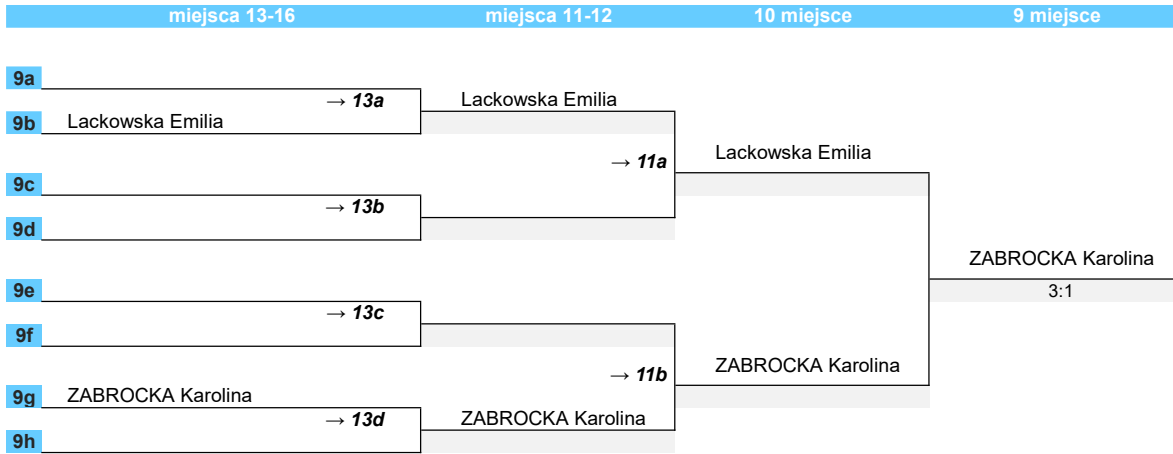 miejsca 13-16 miejsca 11-12 10 miejsce 9 miejsce
9a
→ 13a Lackowska Emilia
9b Lackowska Emilia
→ 11a Lackowska Emilia
9c
→ 13b
9d
ZABROCKA Karolina
9e 3:1
→ 13c
9f
→ 11b ZABROCKA Karolina
9g ZABROCKA Karolina
→ 13d ZABROCKA Karolina
9h